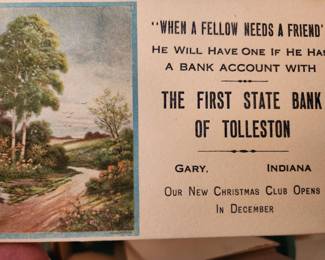 "WHEN A FELLOW NEEDS A FRIEND"
HE WILL HAVE ONE IF HE HAS
A BANK ACCOUNT WITH
THE FIRST STATE BANK
OF TOLLESTON
GARY, INDIANA
OUR NEW CHRISTMAS CLUB OPENS
IN DECEMBER